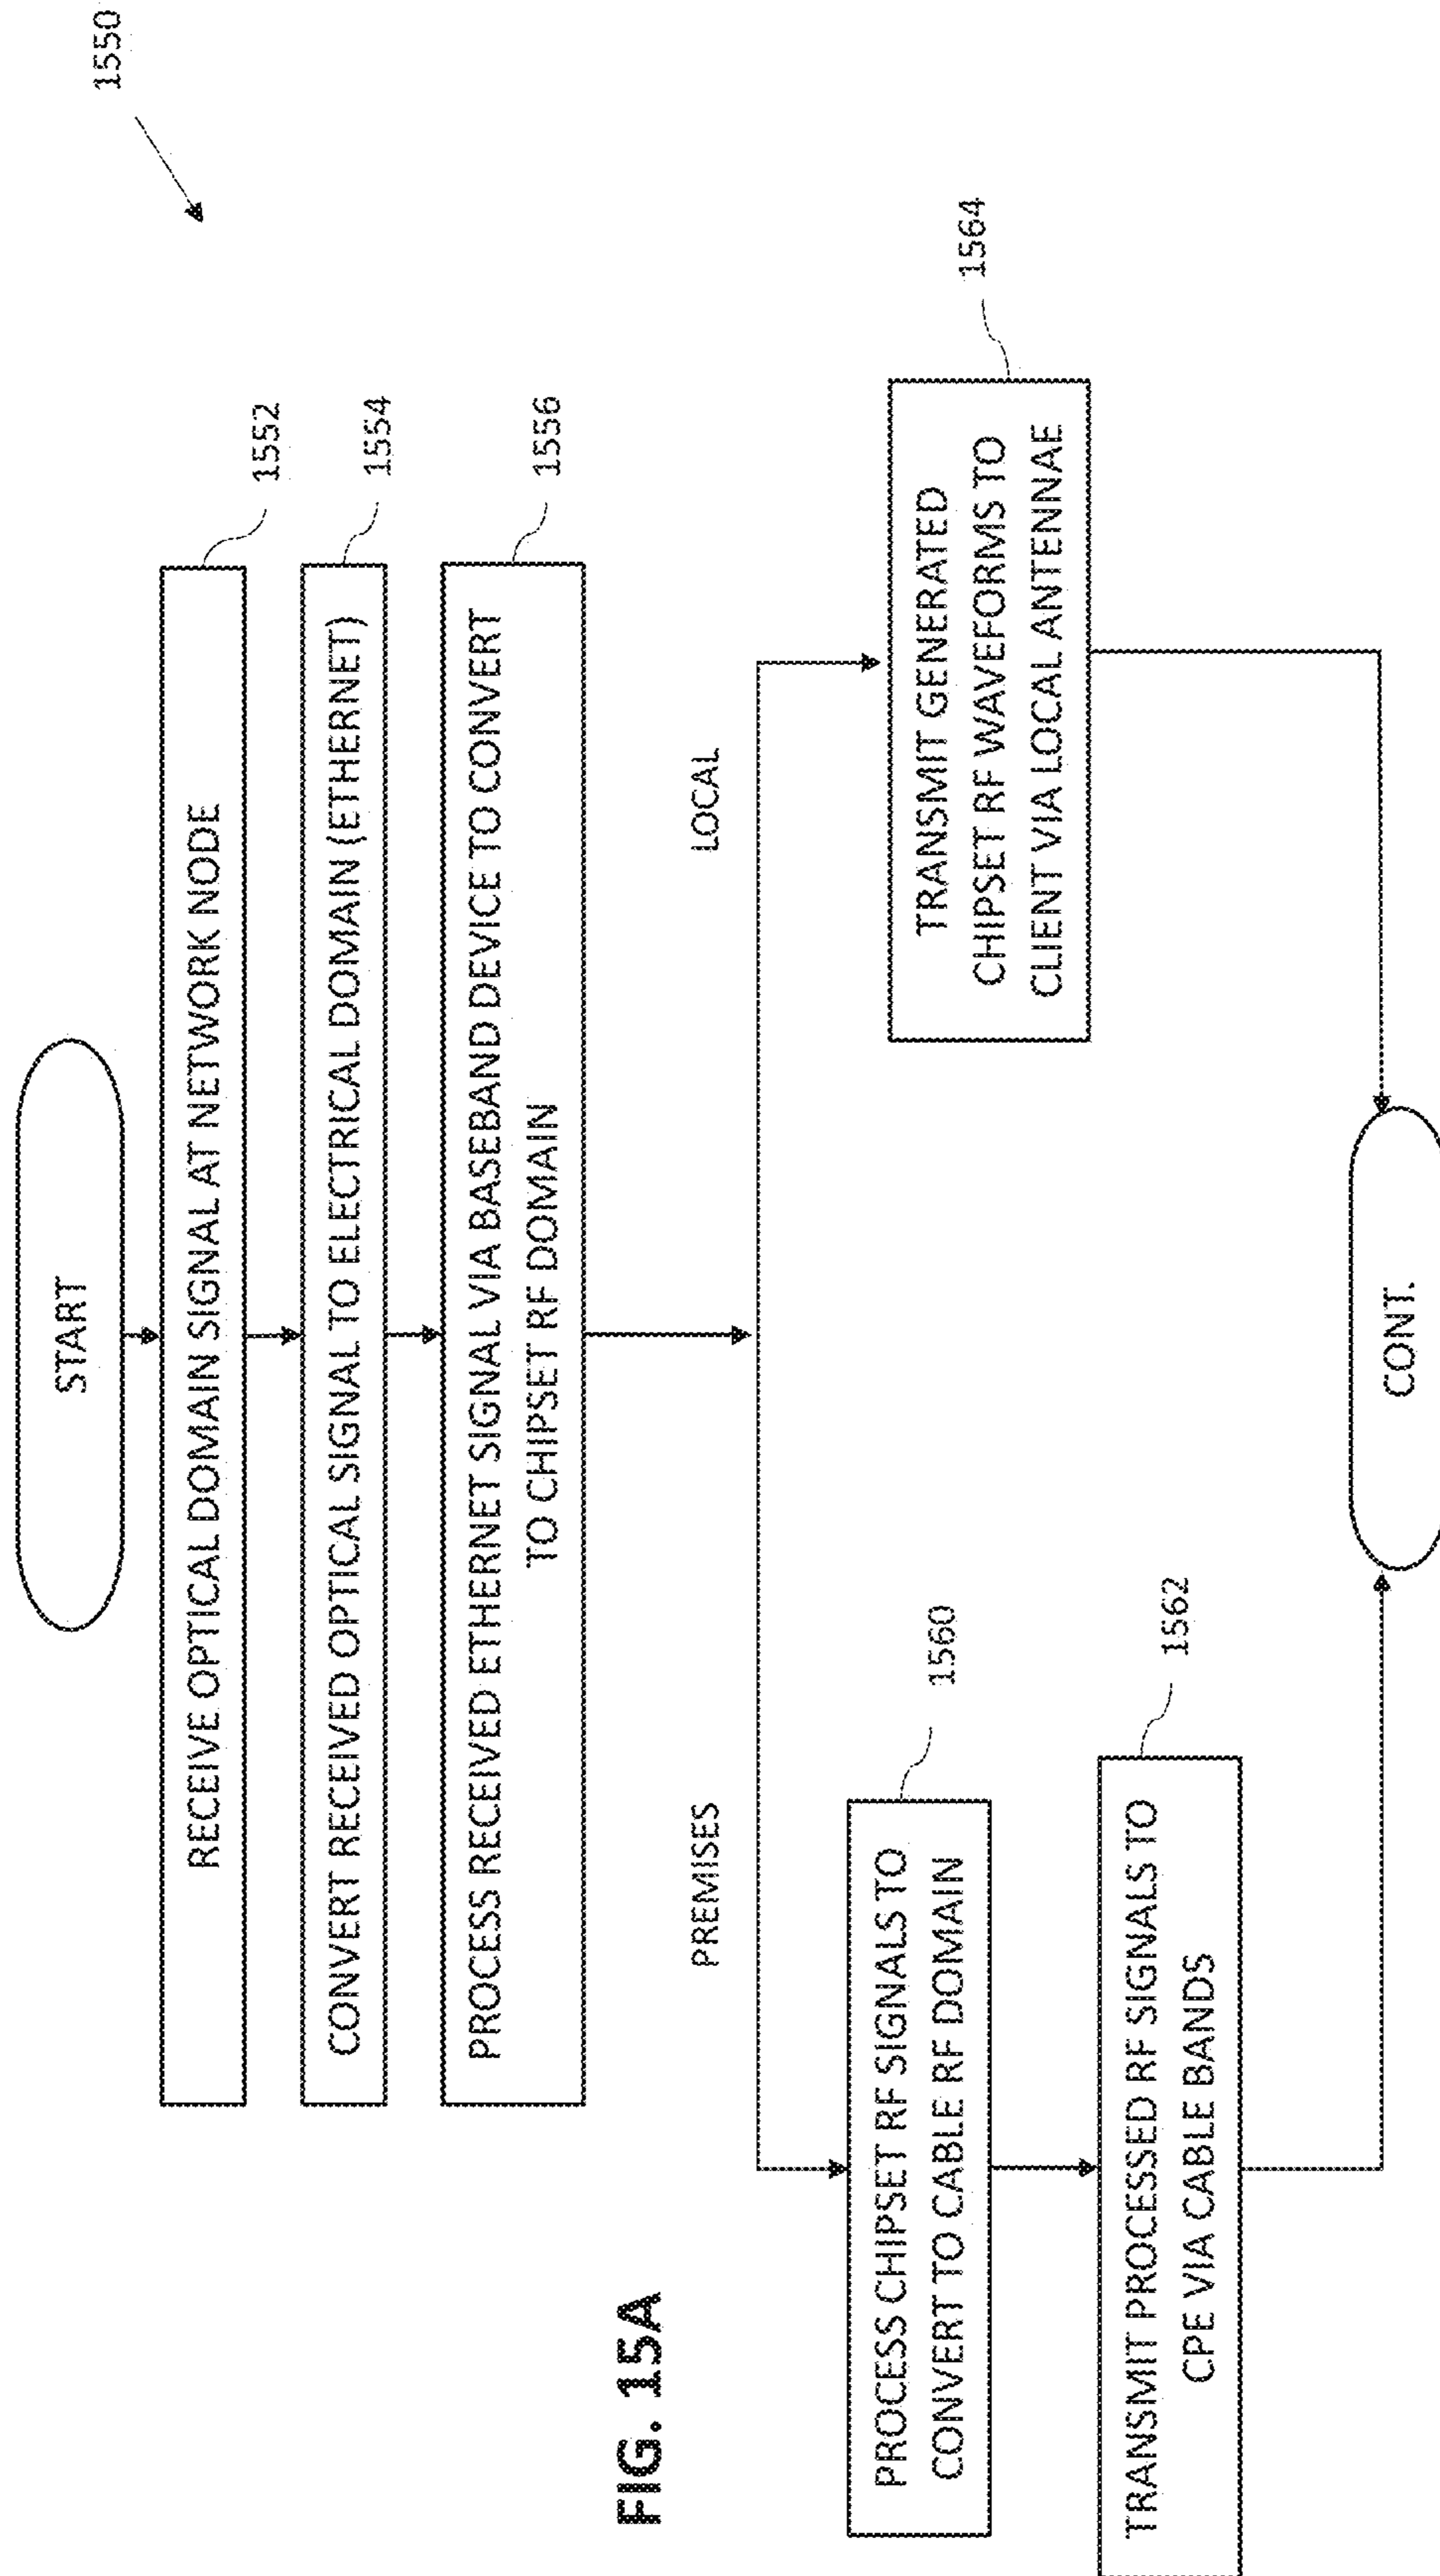 1550
START
RECEIVE OPTICAL DOMAIN SIGNAL AT NETWORK NODE
1552
CONVERT RECEIVED OPTICAL SIGNAL TO ELECTRICAL DOMAIN (ETHERNET)
1554
PROCESS RECEIVED ETHERNET SIGNAL VIA BASEBAND DEVICE TO CONVERT
TO CHIPSET RF DOMAIN
1556
FIG. 15A
PREMISES
LOCAL
PROCESS CHIPSET RF SIGNALS TO
CONVERT TO CABLE RF DOMAIN
1560
TRANSMIT PROCESSED RF SIGNALS TO
CPE VIA CABLE BANDS
1562
TRANSMIT GENERATED
CHIPSET RF WAVEFORMS TO
CLIENT VIA LOCAL ANTENNAE
1564
CONT.